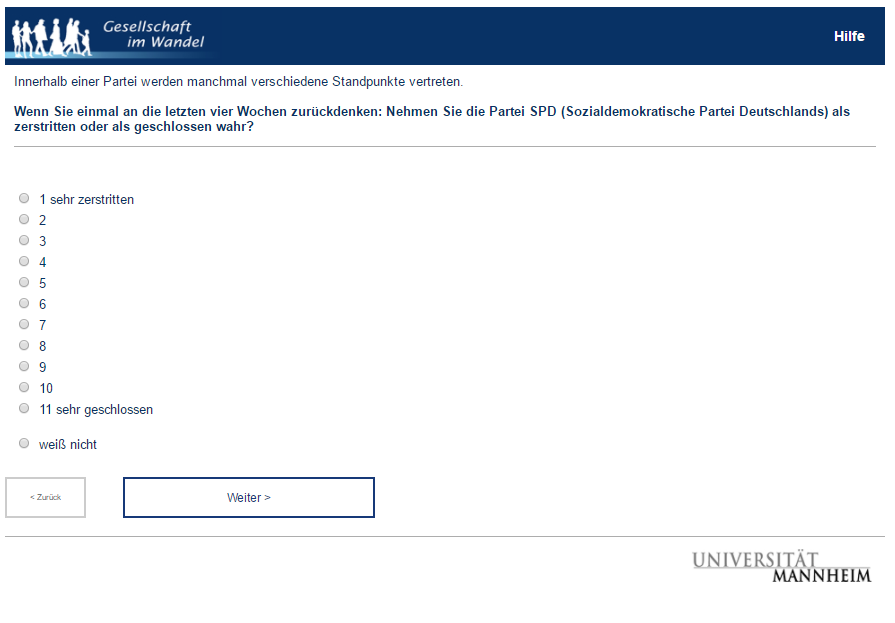 Gesellschaft
im Wandel
Hilfe
Innerhalb einer Partei werden manchmal verschiedene Standpunkte vertreten.
Wenn Sie einmal an die letzten vier Wochen zurückdenken: Nehmen Sie die Partei SPD (Sozialdemokratische Partei Deutschlands) als
zerstritten oder als geschlossen wahr?
1 sehr zerstritten
2
3
4
5
6
7
8
9
10
11 sehr geschlossen
weiß nicht
< Zurück
Weiter >
UNIVERSITÄT
MANNHEIM